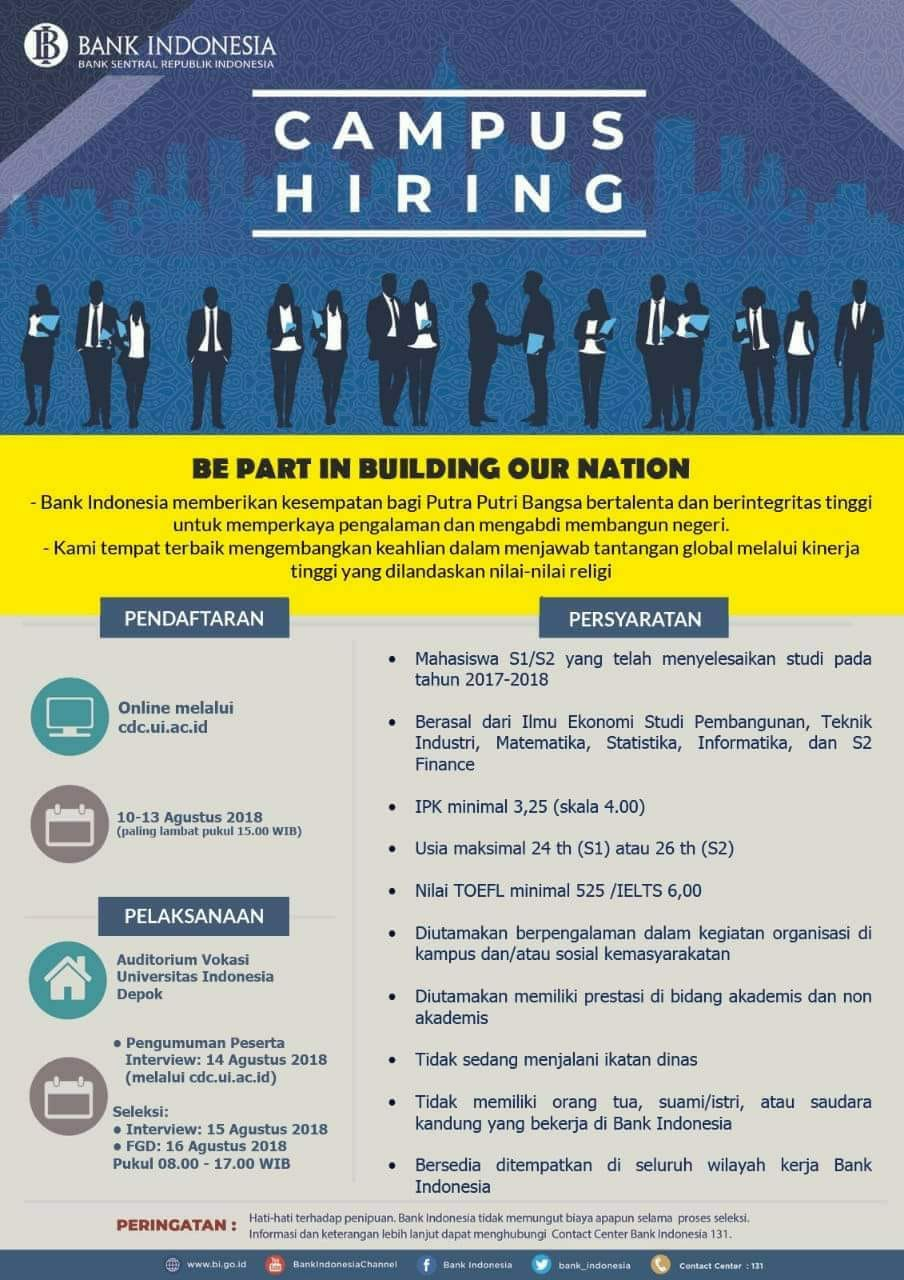 BANK INDONESIA
BANK SENTRAL REPUBLIK INDONESIA
CAMPUS
HIRING
BE PART IN BUILDING OUR NATION
- Bank Indonesia memberikan kesempatan bagi Putra Putri Bangsa bertalenta dan berintegritas tinggi
untuk memperkaya pengalaman dan mengabdi membangun negeri.
- Kami tempat terbaik mengembangkan keahlian dalam menjawab tantangan global melalui kinerja
tinggi yang dilandaskan nilai-nilai religi
PENDAFTARAN
Online melalui
cdc.ui.ac.id
10-13 Agustus 2018
(paling lambat pukul 15.00 WIB)
PELAKSANAAN
Auditorium Vokasi
Universitas Indonesia
Depok
● Pengumuman Peserta
Interview: 14 Agustus 2018
(melalui cdc.ui.ac.id)
Seleksi:
● Interview: 15 Agustus 2018
● FGD: 16 Agustus 2018
Pukul 08.00 - 17.00 WIB
PERSYARATAN
• Mahasiswa S1/S2 yang telah menyelesaikan studi pada
tahun 2017-2018
• Berasal dari Ilmu Ekonomi Studi Pembangunan, Teknik
Industri, Matematika, Statistika, Informatika, dan S2
Finance
• IPK minimal 3,25 (skala 4.00)
• Usia maksimal 24 th (S1) atau 26 th (S2)
• Nilai TOEFL minimal 525 /IELTS 6,00
• Diutamakan berpengalaman dalam kegiatan organisasi di
kampus dan/atau sosial kemasyarakatan
• Diutamakan memiliki prestasi di bidang akademis dan non
akademis
• Tidak sedang menjalani ikatan dinas
• Tidak memiliki orang tua, suami/istri, atau saudara
kandung yang bekerja di Bank Indonesia
• Bersedia ditempatkan di seluruh wilayah kerja Bank
Indonesia
PERINGATAN : Hati-hati terhadap penipuan. Bank Indonesia tidak memungut biaya apapun selama proses seleksi.
Informasi dan keterangan lebih lanjut dapat menghubungi Contact Center Bank Indonesia 131.
www.bi.go.id BankIndonesiaChannel Bank Indonesia bank_indonesia Contact Center : 131